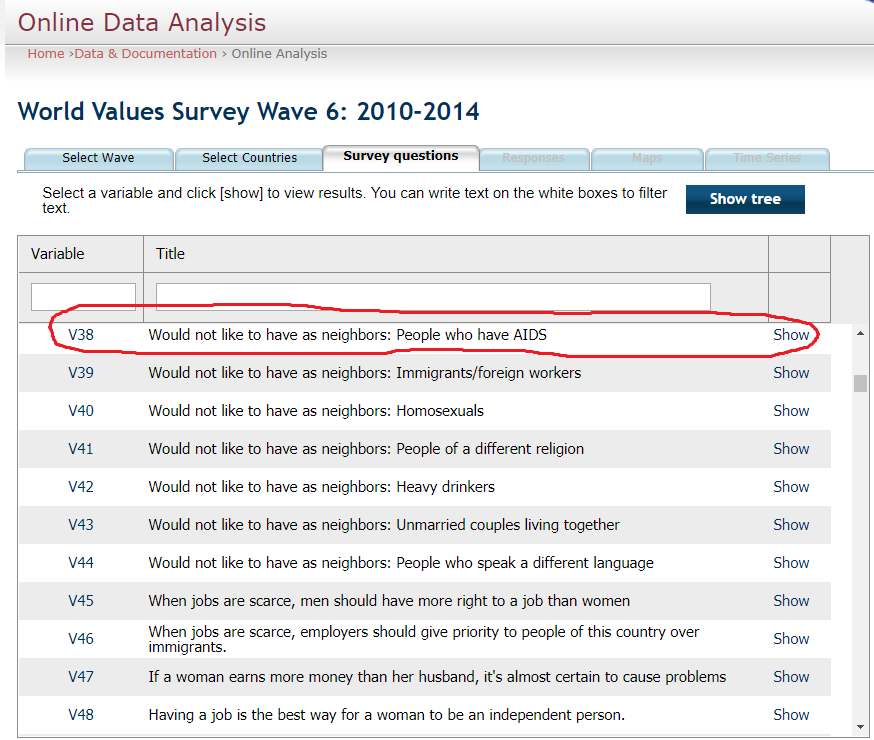 Online Data Analysis
Home ›Data & Documentation › Online Analysis
World Values Survey Wave 6: 2010-2014
Select Wave Select Countries Survey questions Responses Maps Time Series
Select a variable and click [show] to view results. You can write text on the white boxes to filter
text.
Show tree
Variable Title
V38 Would not like to have as neighbors: People who have AIDS Show
V39 Would not like to have as neighbors: Immigrants/foreign workers Show
V40 Would not like to have as neighbors: Homosexuals Show
V41 Would not like to have as neighbors: People of a different religion Show
V42 Would not like to have as neighbors: Heavy drinkers Show
V43 Would not like to have as neighbors: Unmarried couples living together Show
V44 Would not like to have as neighbors: People who speak a different language Show
V45 When jobs are scarce, men should have more right to a job than women Show
V46 When jobs are scarce, employers should give priority to people of this country over
immigrants. Show
V47 If a woman earns more money than her husband, it's almost certain to cause problems Show
V48 Having a job is the best way for a woman to be an independent person. Show